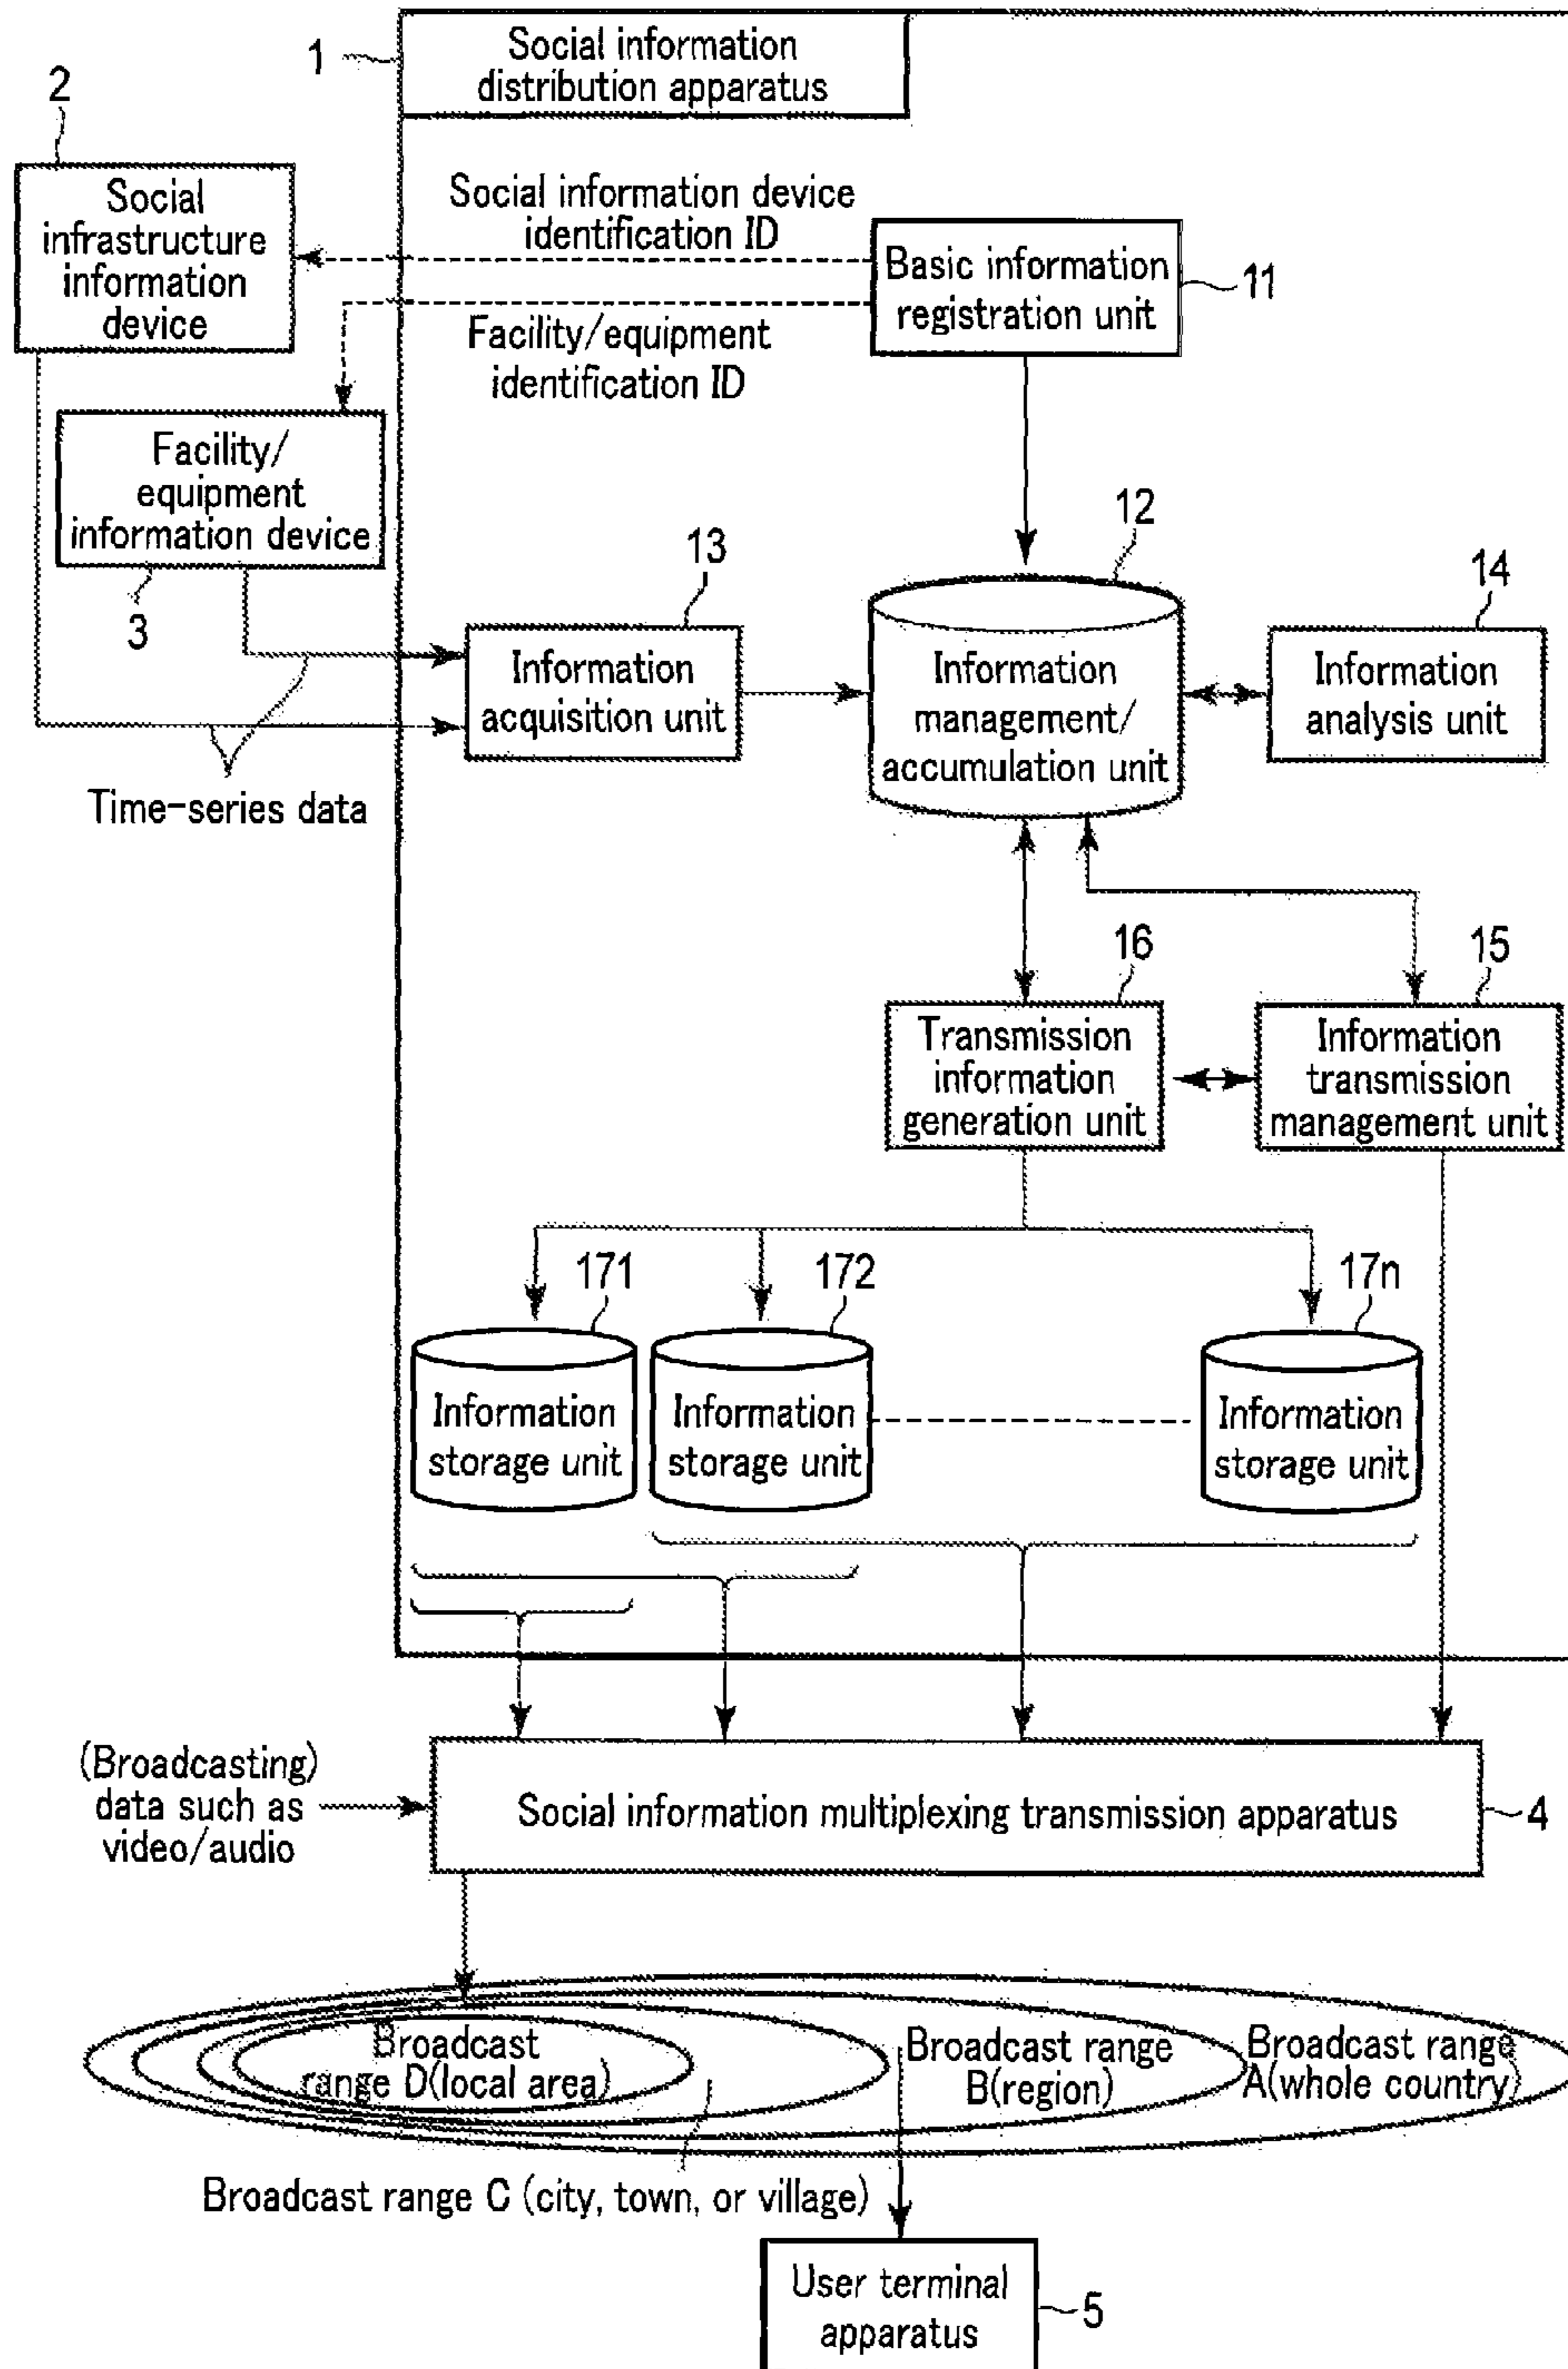 1
Social information
distribution apparatus
2
Social
infrastructure
information
device
Social information device
identification ID
Basic information
registration unit
11
Facility/equipment
identification ID
Facility/
equipment
information device
3
12
13
14
Information
acquisition unit
Information
management/
accumulation unit
Information
analysis unit
Time-series data
16
15
Transmission
information
generation unit
Information
transmission
management unit
171
172
17n
Information
storage unit
Information
storage unit
Information
storage unit
(Broadcasting)
data such as
video/audio
Social information multiplexing transmission apparatus
4
Broadcast
range D(local area)
Broadcast range
B(region)
Broadcast range
A(whole country)
Broadcast range C (city, town, or village)
User terminal
apparatus
5